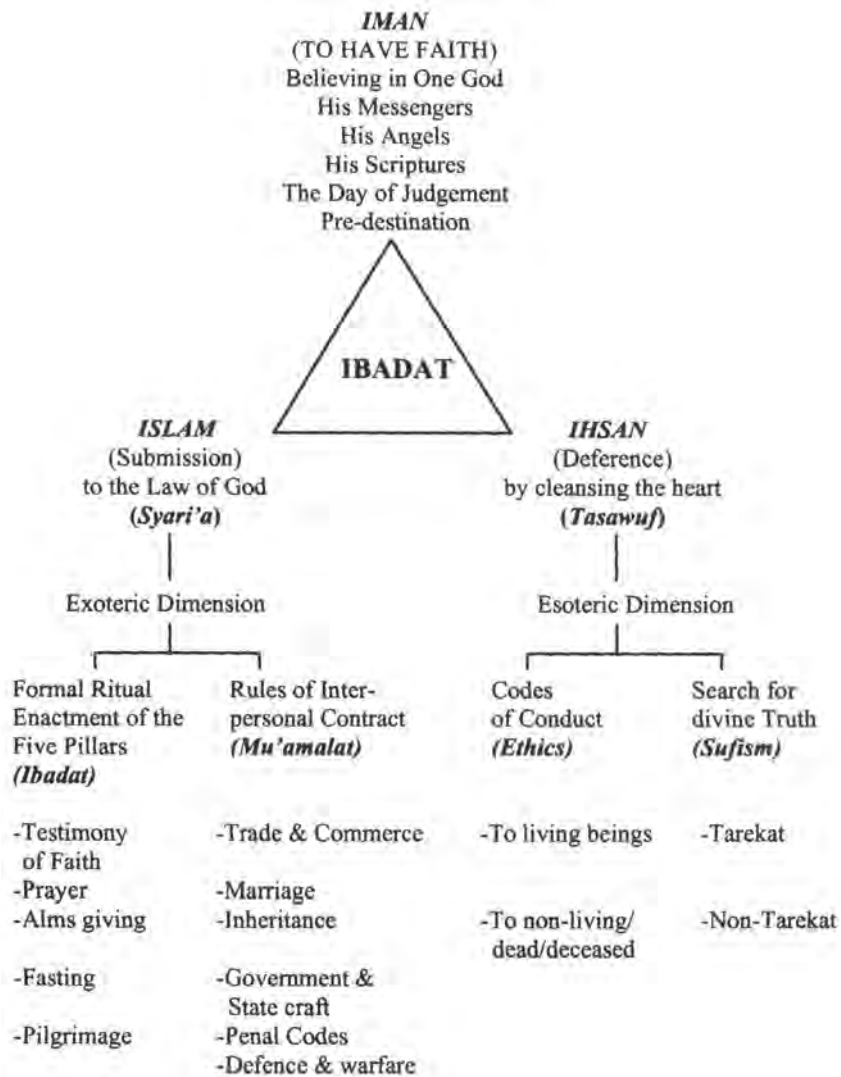 IMAN
(TO HAVE FAITH)
Believing in One God
His Messengers
His Angels
His Scriptures
The Day of Judgement
Pre-destination
IBADAT
ISLAM
(Submission)
to the Law of God
(Syari'a)
IHSAN
(Deference)
by cleansing the heart
(Tasawuf)
Exoteric Dimension
Esoteric Dimension
Formal Ritual
Enactment of the
Five Pillars
(Ibadat)
-Testimony
of Faith
-Prayer
-Alms giving
-Fasting
-Pilgrimage
Rules of Inter-
personal Contract
(Mu'amalat)
-Trade & Commerce
-Marriage
-Inheritance
-Government &
State craft
-Penal Codes
-Defence & warfare
Codes
of Conduct
(Ethics)
-To living beings
-To non-living/
dead/deceased
Search for
divine Truth
(Sufism)
-Tarekat
-Non-Tarekat